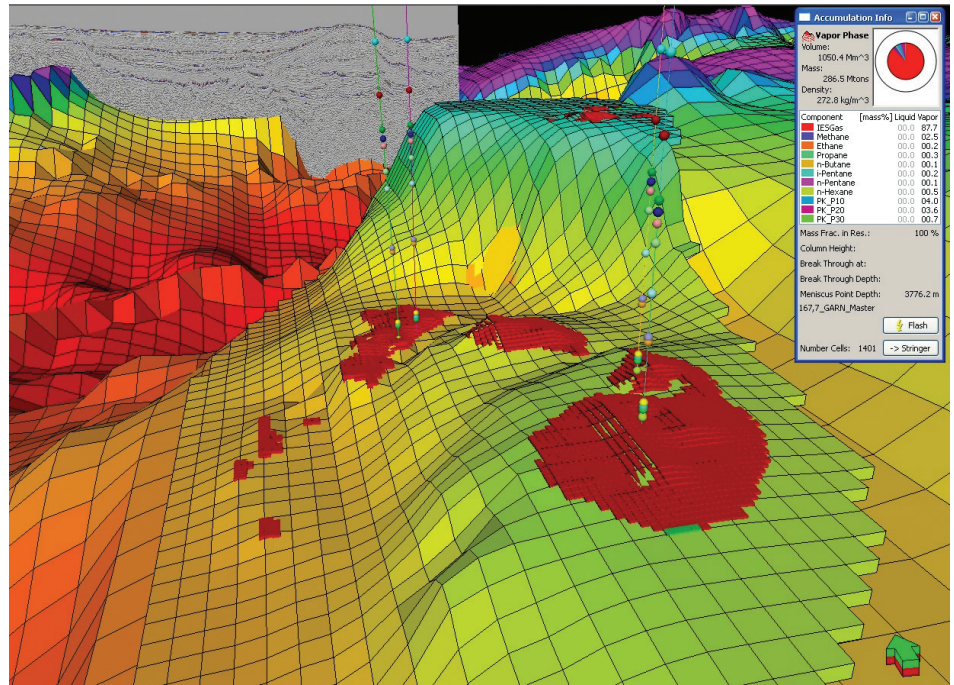 Accumulation Info
Vapor Phase
Volume:
1050.4 Mm^3
Mass:
286.5 Mtons
Density:
272.8 kg/m^3
Component [mass%] Liquid Vapor
IESGas 00.0 87.7
Methane 00.0 02.5
Ethane 00.0 00.2
Propane 00.0 00.3
n-Butane 00.0 00.1
i-Pentane 00.0 00.2
n-Pentane 00.0 00.1
n-Hexane 00.0 00.5
PK_P10 00.0 04.0
PK_P20 00.0 03.6
PK_P30 00.0 00.7
Mass Frac. in Res.: 100 %
Column Height:
Break Through at:
Break Through Depth:
Meniscus Point Depth: 3776.2 m
167,7_GARN_Master
Flash
Number Cells: 1401 -> Stringer